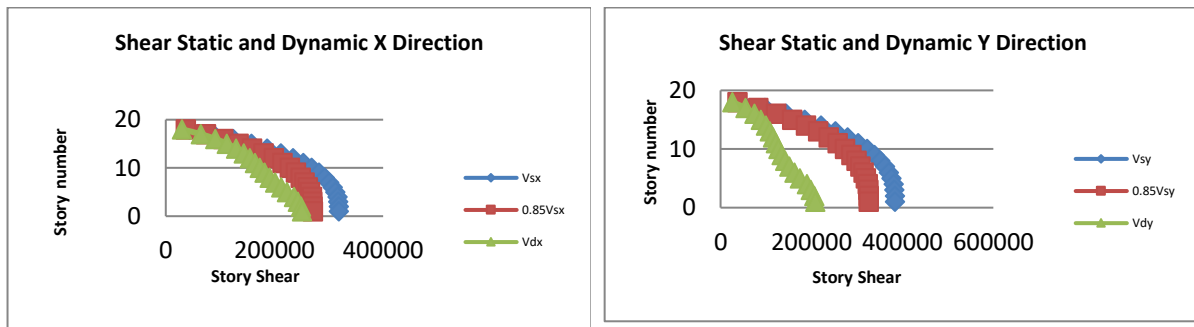 Shear Static and Dynamic X Direction
20
10
0
Story number
0 200000 400000
Story Shear
Vsx
0.85Vsx
Vdx
Shear Static and Dynamic Y Direction
20
10
0
Story number
0 200000 400000 600000
Story Shear
Vsy
0.85Vsy
Vdy